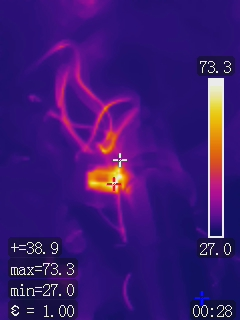 73.3
27.0
+=38.9
max=73.3
min=27.0
ε = 1.00
00:28